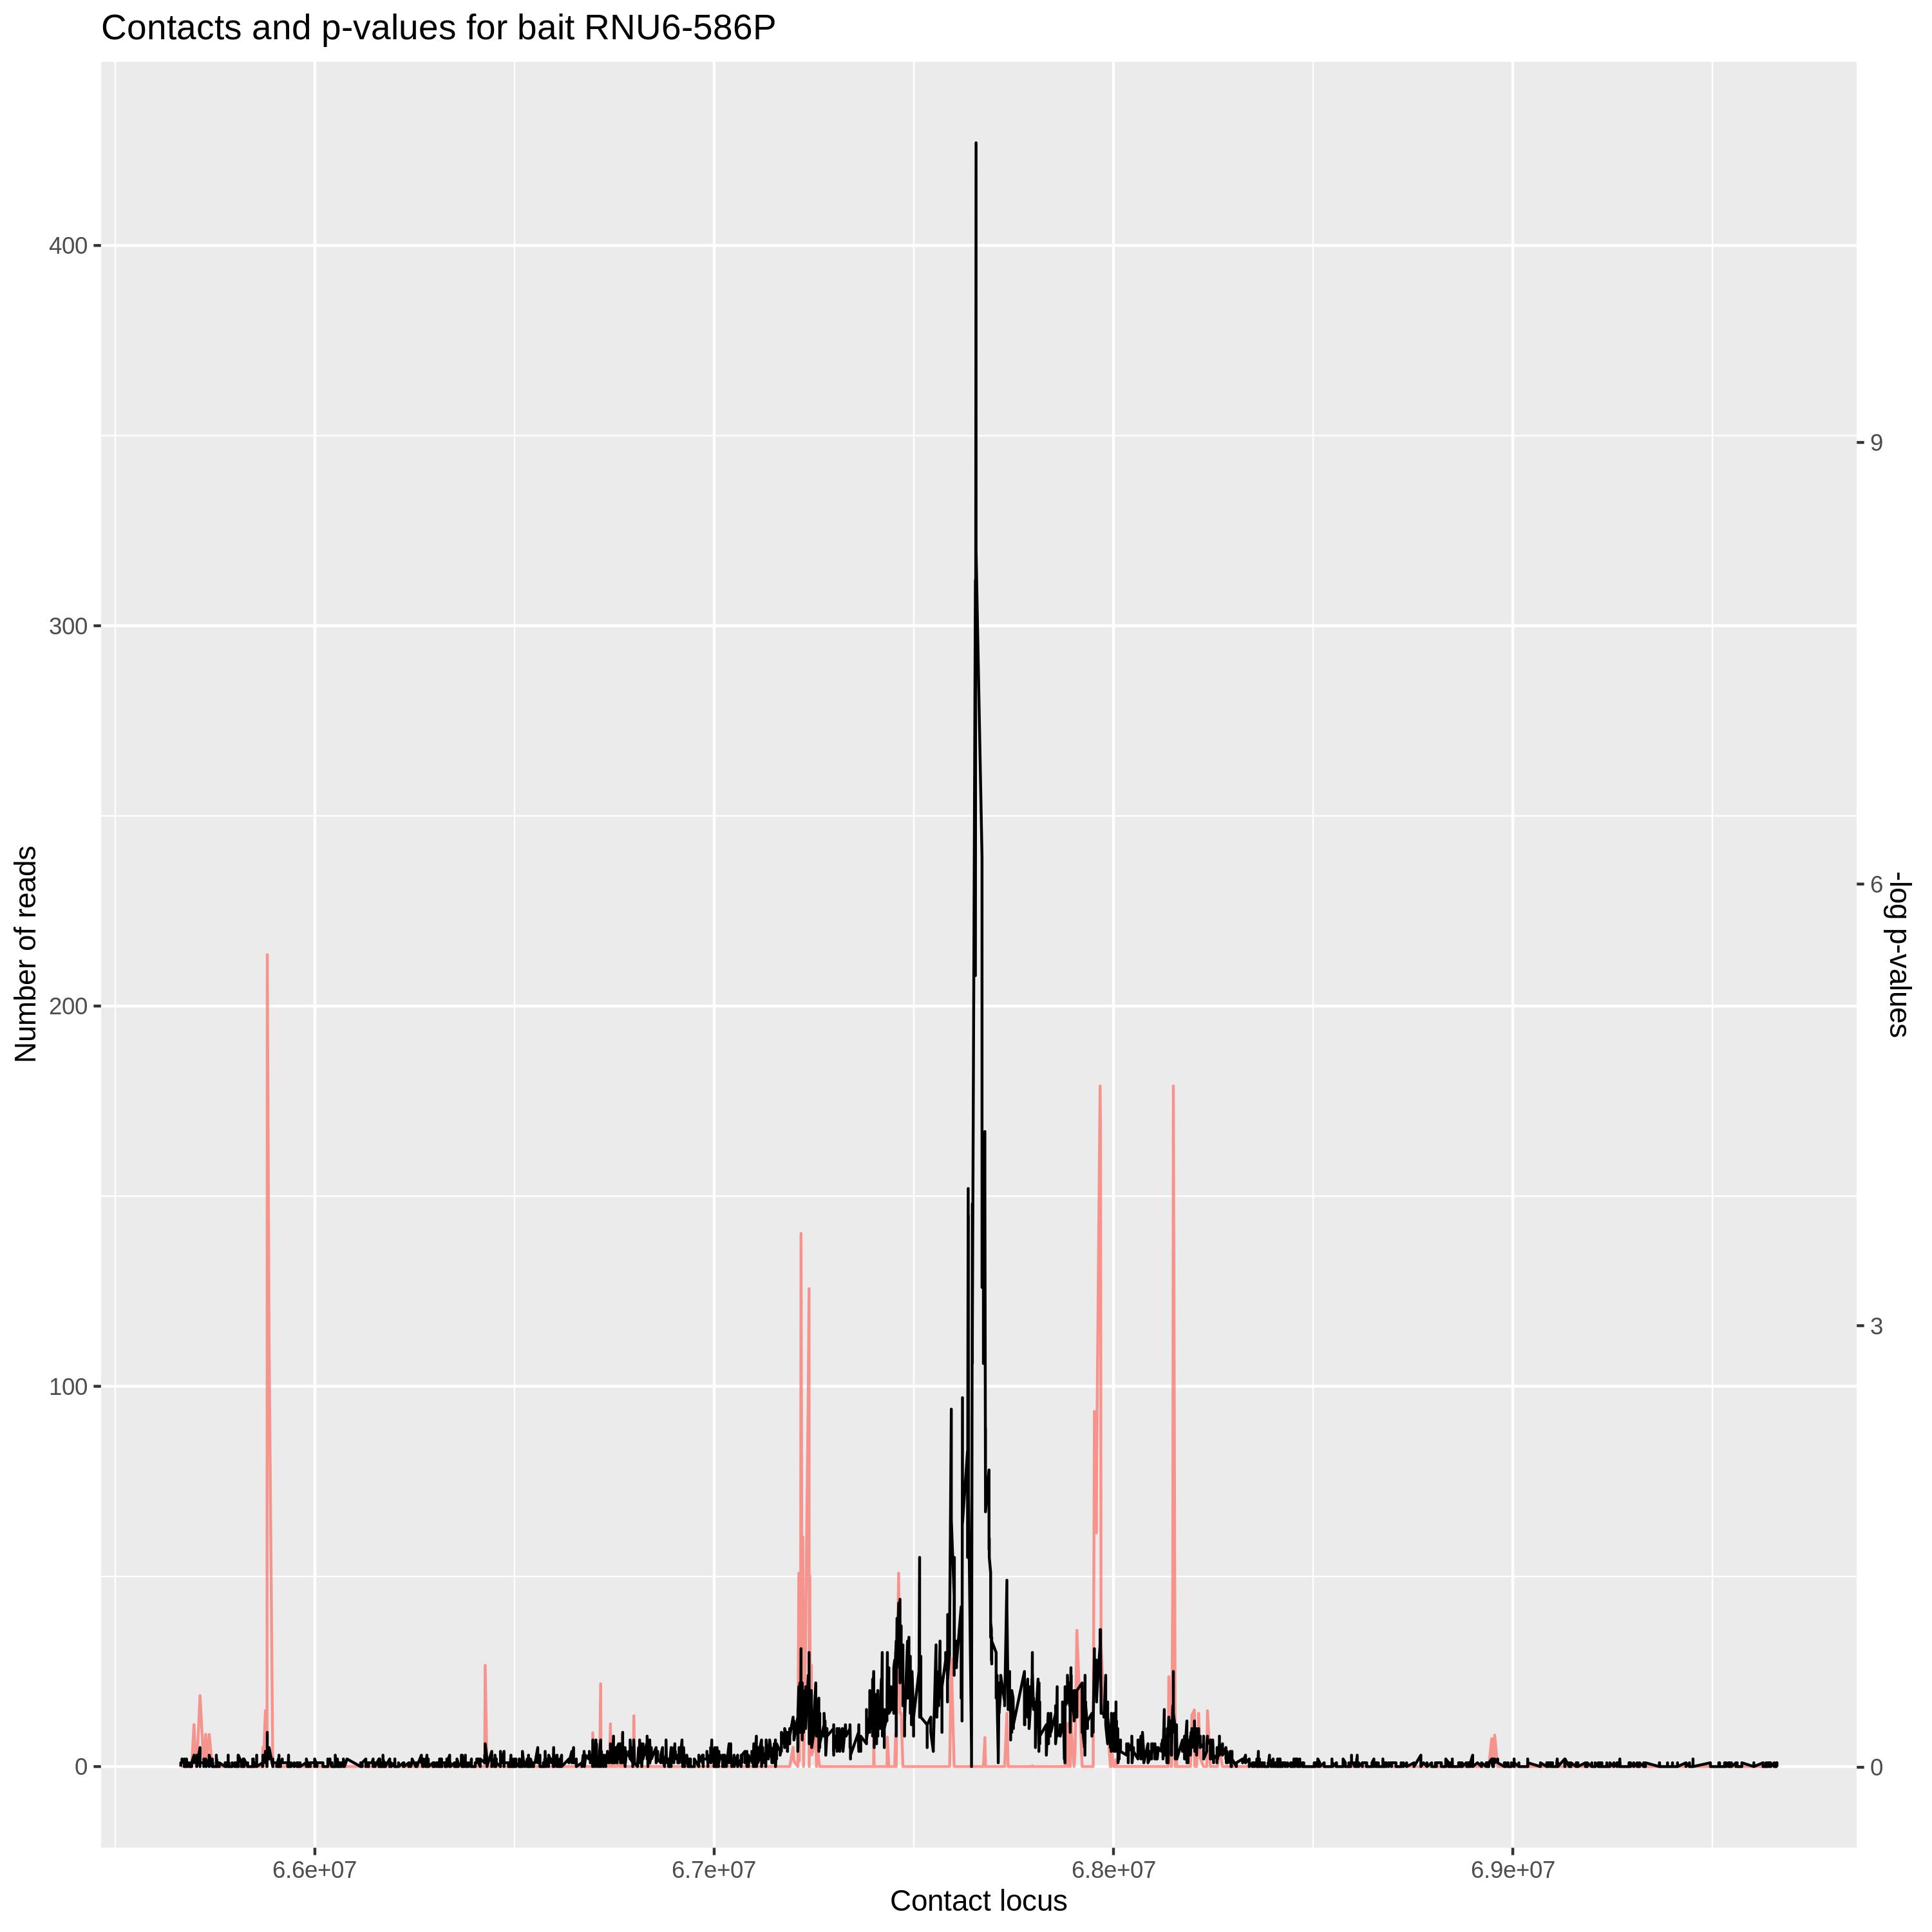 Contacts and p-values for bait RNU6-586P
400
300
200
100
0
Number of reads
9
6
3
0
-log p-values
6.6e+07
6.7e+07
6.8e+07
6.9e+07
Contact locus